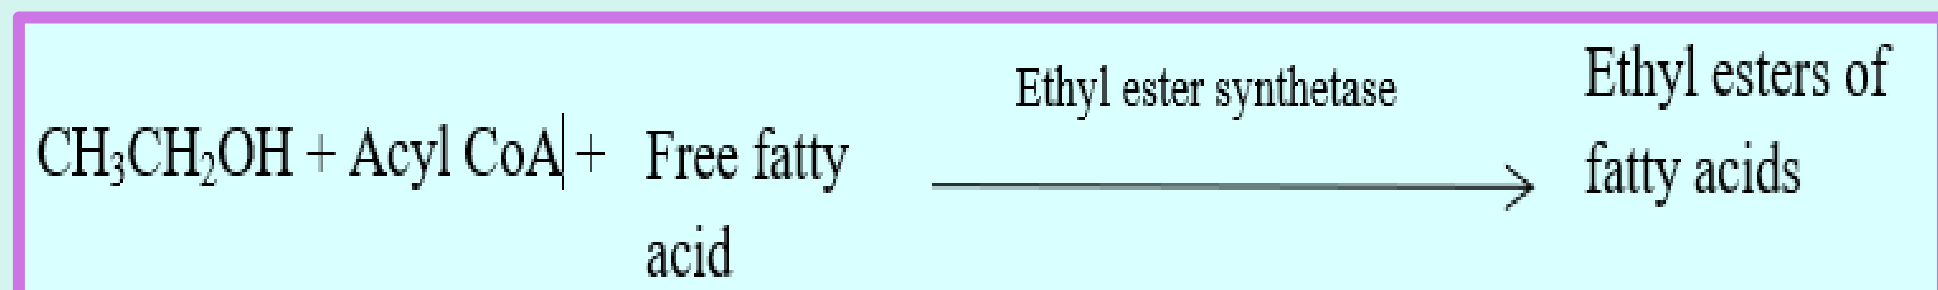 Ethyl ester synthetase
CH₃CH₂OH + Acyl CoA + Free fatty
acid
Ethyl esters of
fatty acids